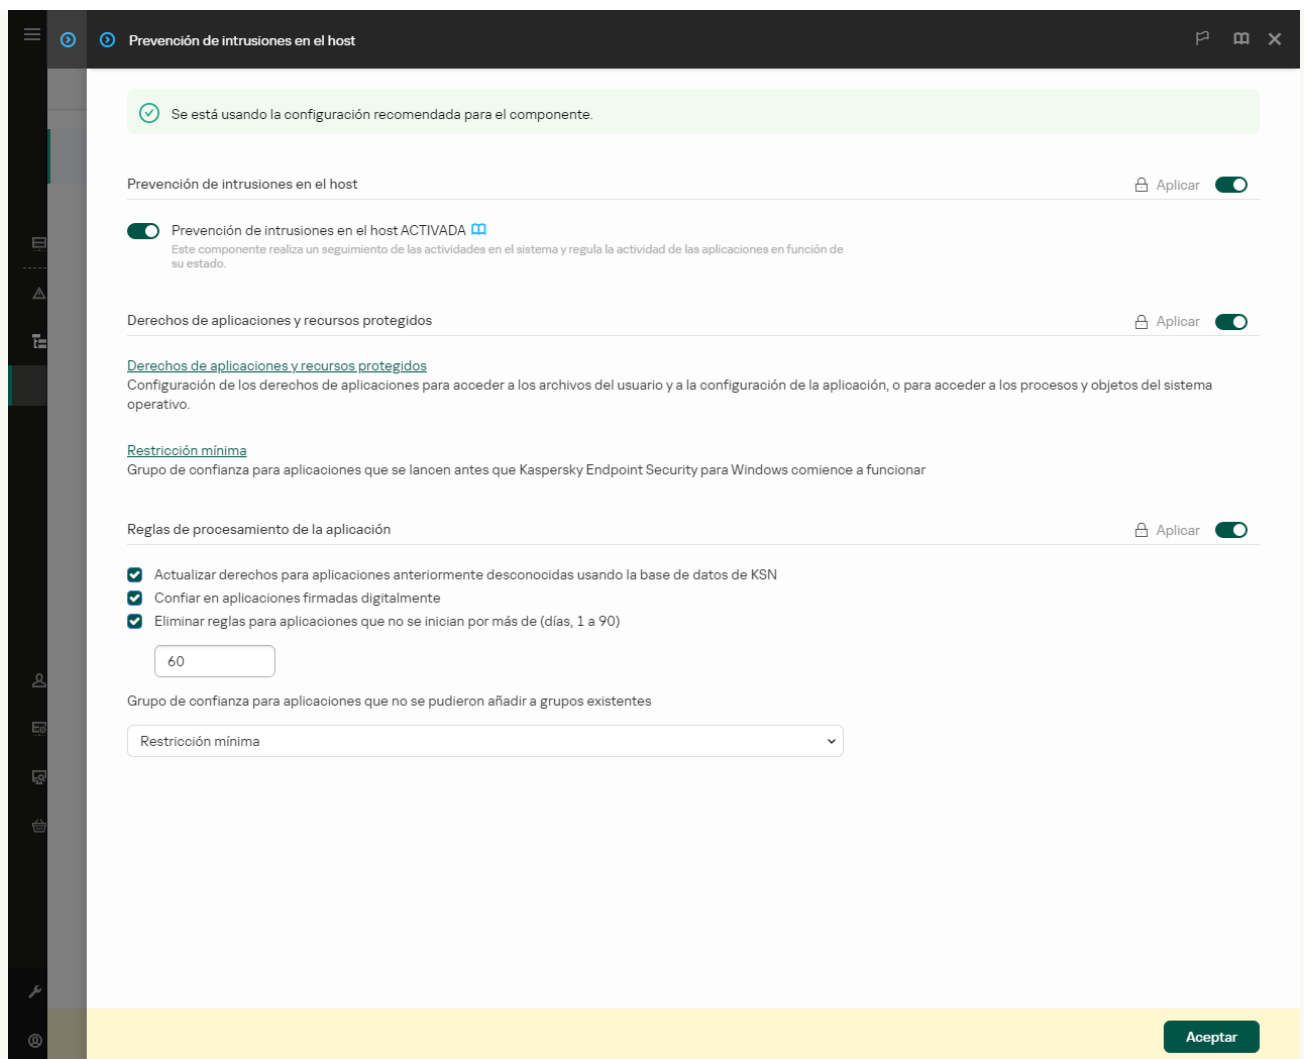 Prevención de intrusiones en el host
Se está usando la configuración recomendada para el componente.
Prevención de intrusiones en el host
Aplicar
Prevención de intrusiones en el host ACTIVADA
Este componente realiza un seguimiento de las actividades en el sistema y regula la actividad de las aplicaciones en función de
su estado.
Derechos de aplicaciones y recursos protegidos
Aplicar
Derechos de aplicaciones y recursos protegidos
Configuración de los derechos de aplicaciones para acceder a los archivos del usuario y a la configuración de la aplicación, o para acceder a los procesos y objetos del sistema
operativo.
Restricción mínima
Grupo de confianza para aplicaciones que se lancen antes que Kaspersky Endpoint Security para Windows comience a funcionar
Reglas de procesamiento de la aplicación
Aplicar
Actualizar derechos para aplicaciones anteriormente desconocidas usando la base de datos de KSN
Confiar en aplicaciones firmadas digitalmente
Eliminar reglas para aplicaciones que no se inician por más de (días, 1 a 90)
60
Grupo de confianza para aplicaciones que no se pudieron añadir a grupos existentes
Restricción mínima
Aceptar